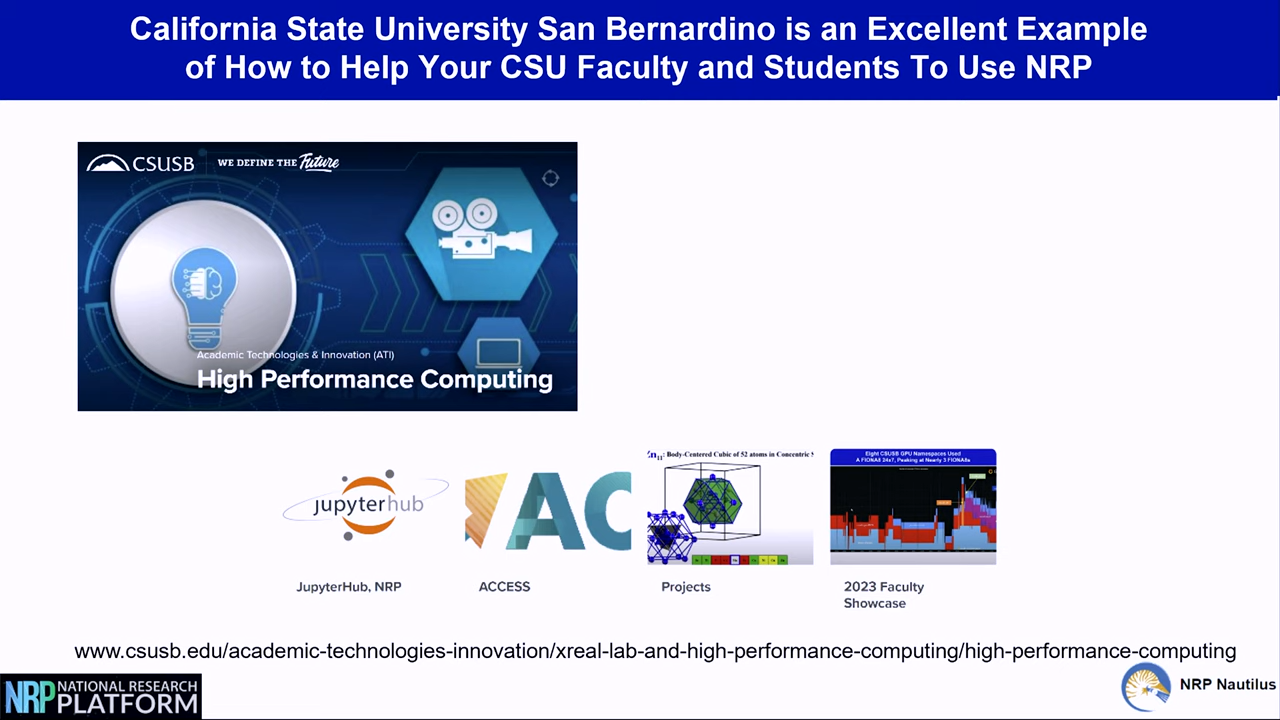 California State University San Bernardino is an Excellent Example
of How to Help Your CSU Faculty and Students To Use NRP
CSUSB
WE DEFINE THE Future
Academic Technologies & Innovation (ATI)
High Performance Computing
jupyterhub
AC
Body-Centered Cubic of 52 atoms in Concentric
Eight CSUSB GPU Namespaces Used
A FIONA8 24x7, Peaking at Nearly 3 FIONA8s
JupyterHub, NRP
ACCESS
Projects
2023 Faculty
Showcase
www.csusb.edu/academic-technologies-innovation/xreal-lab-and-high-performance-computing/high-performance-computing
NRP NATIONAL RESEARCH
PLATFORM
NRP Nautilus